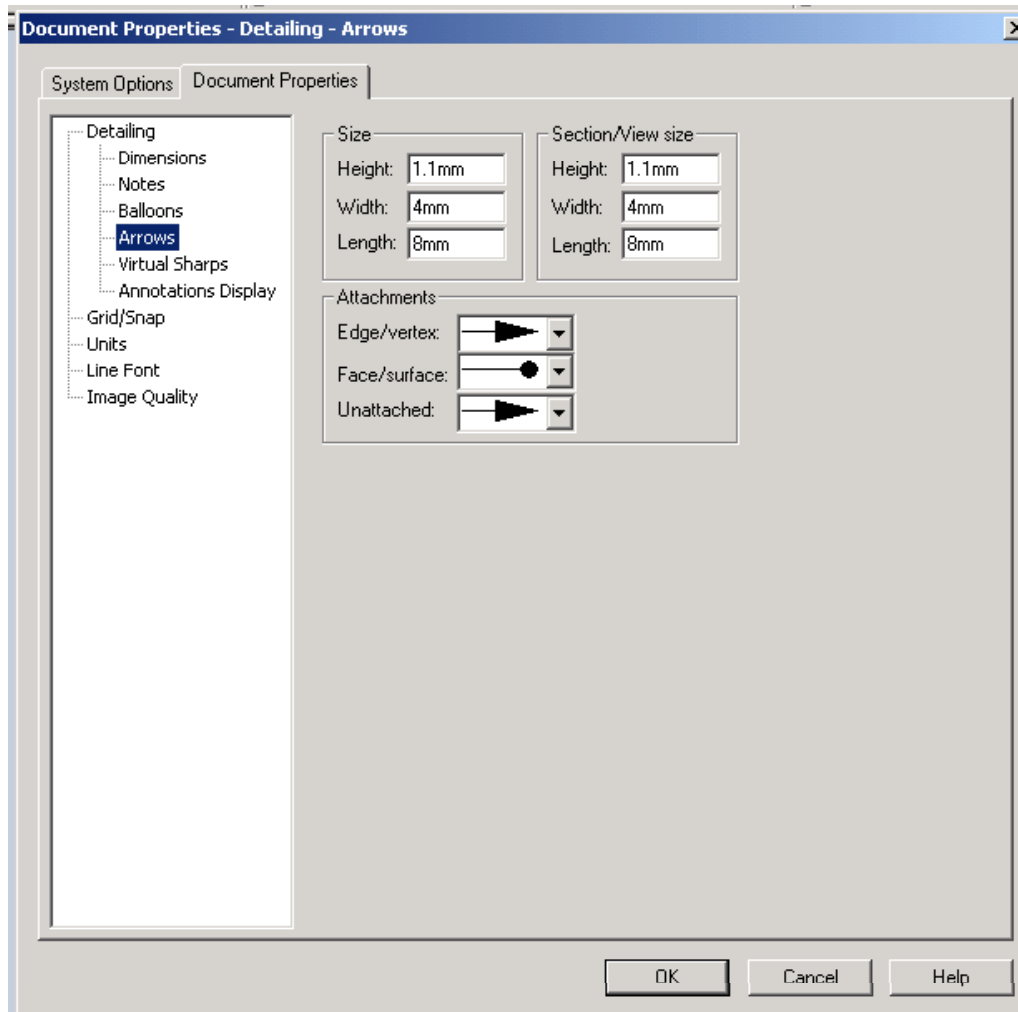 Document Properties - Detailing - Arrows
System Options
Document Properties
Detailing
Dimensions
Notes
Balloons
Arrows
Virtual Sharps
Annotations Display
Grid/Snap
Units
Line Font
Image Quality
Size
Height: 1.1mm
Width: 4mm
Length: 8mm
Section/View size
Height: 1.1mm
Width: 4mm
Length: 8mm
Attachments
Edge/vertex:
Face/surface:
Unattached:
OK
Cancel
Help